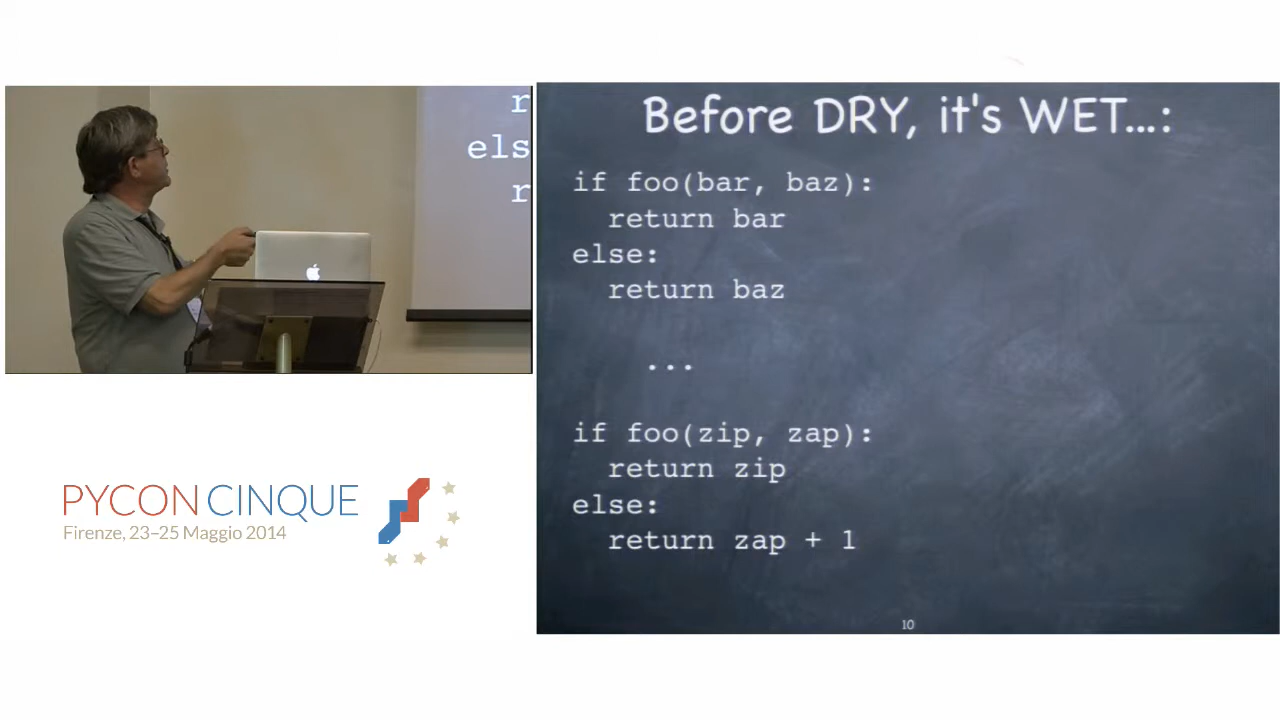 r
els
r
Before DRY, it's WET...:
if foo(bar, baz):
  return bar
else:
  return baz
...
if foo(zip, zap):
  return zip
else:
  return zap + 1
10
PYCON CINQUE
Firenze, 23–25 Maggio 2014